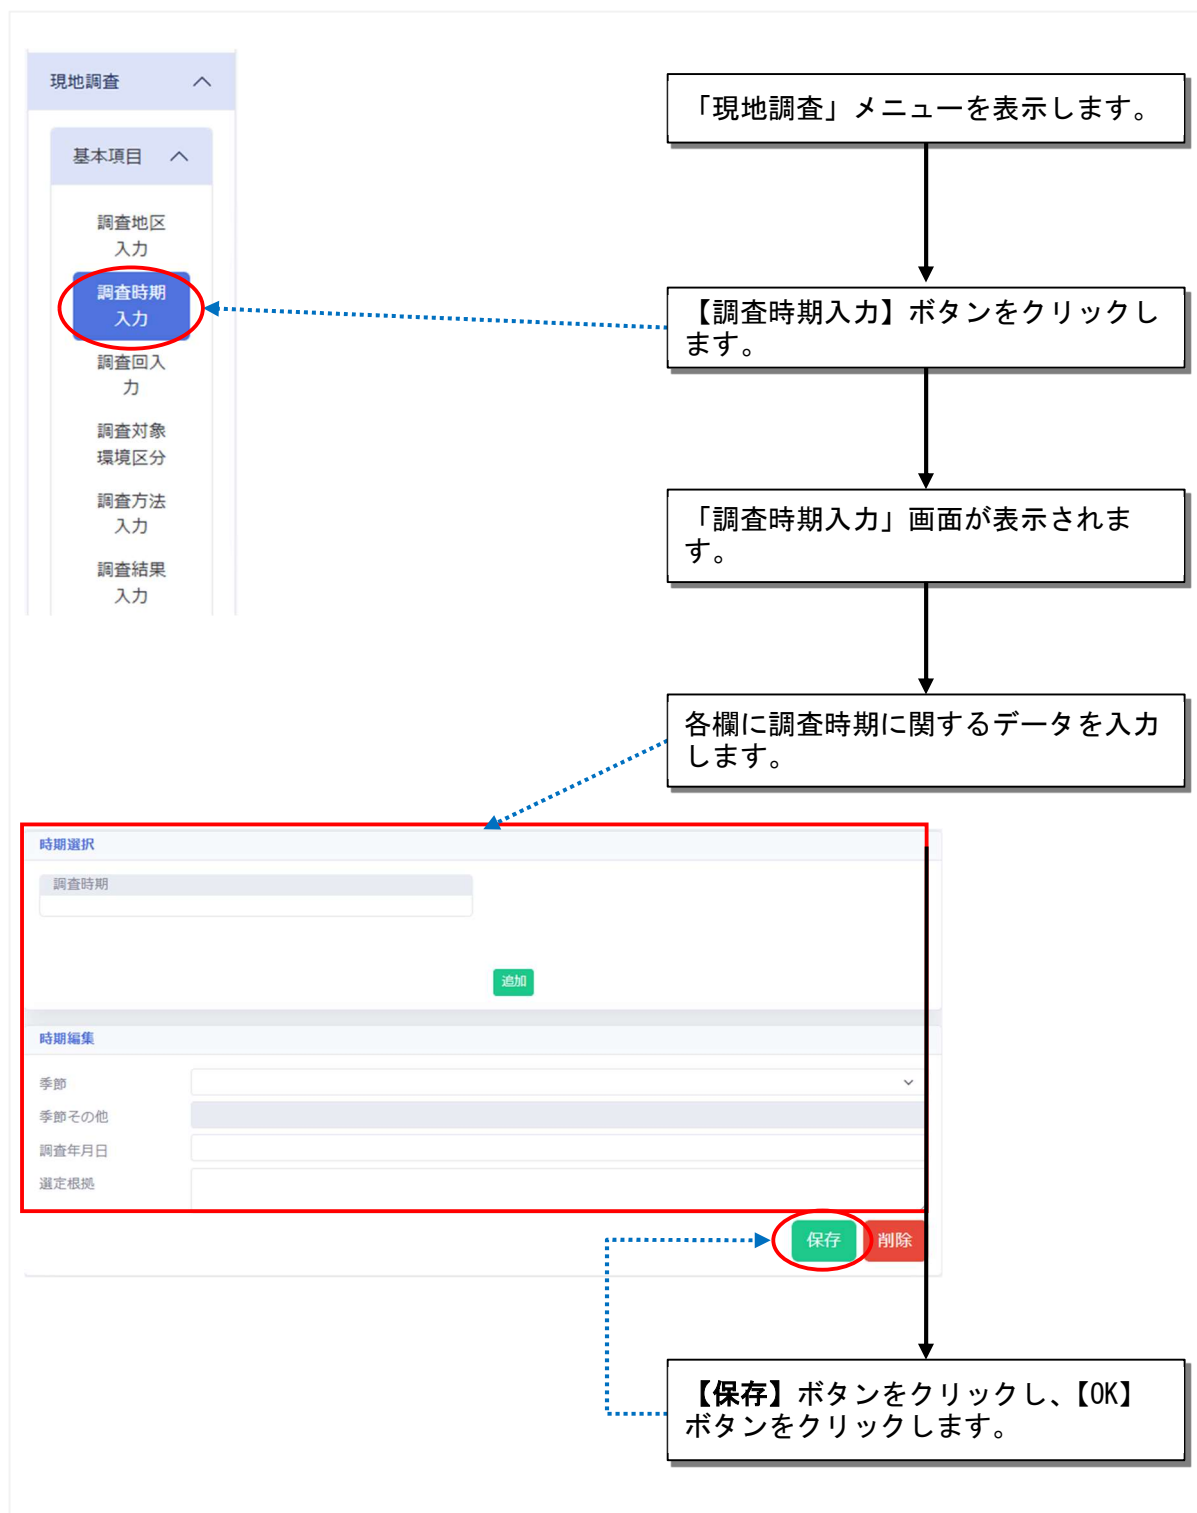 現地調査
基本項目
調査地区
入力
調査時期
入力
調査回入
力
調査対象
環境区分
調査方法
入力
調査結果
入力
「現地調査」メニューを表示します。
【調査時期入力】ボタンをクリックし
ます。
「調査時期入力」画面が表示されま
す。
各欄に調査時期に関するデータを入力
します。
時期選択
調査時期
追加
時期編集
季節
季節その他
調査年月日
選定根拠
保存
削除
【保存】ボタンをクリックし、【OK】
ボタンをクリックします。